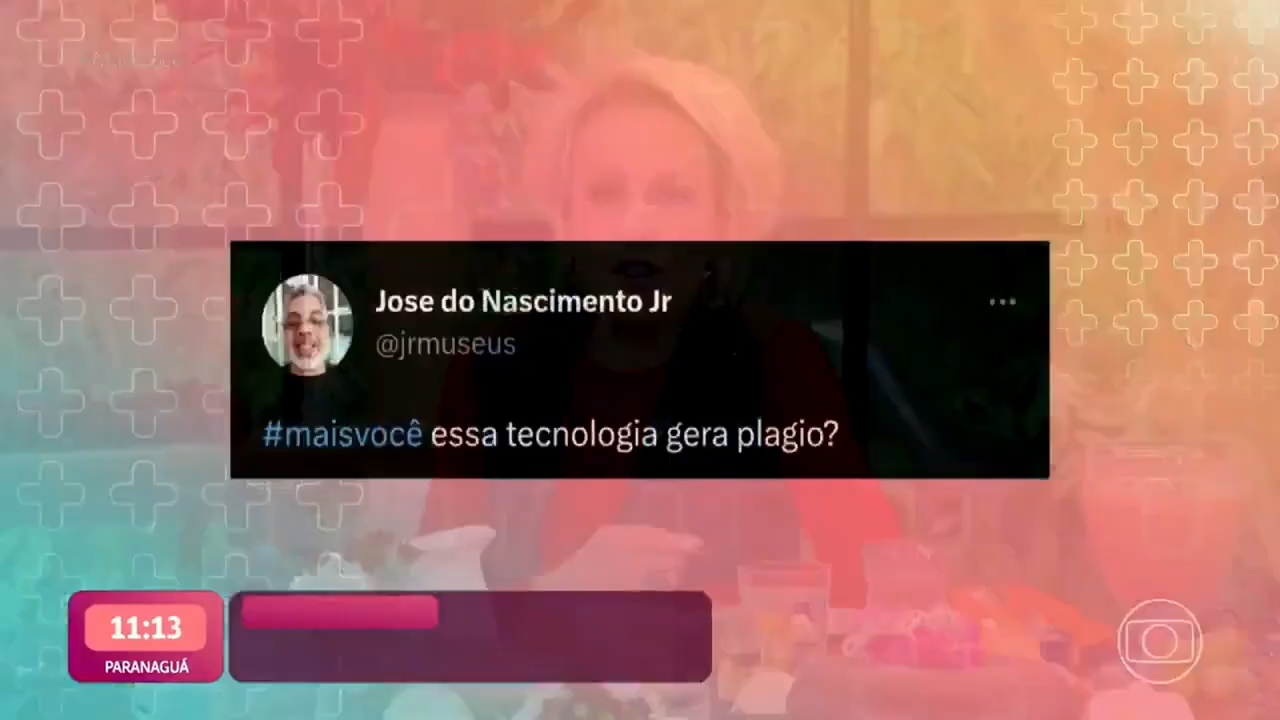 Jose do Nascimento Jr
@jrmuseus
#maisvocê essa tecnologia gera plagio?
11:13
PARANAGUÁ